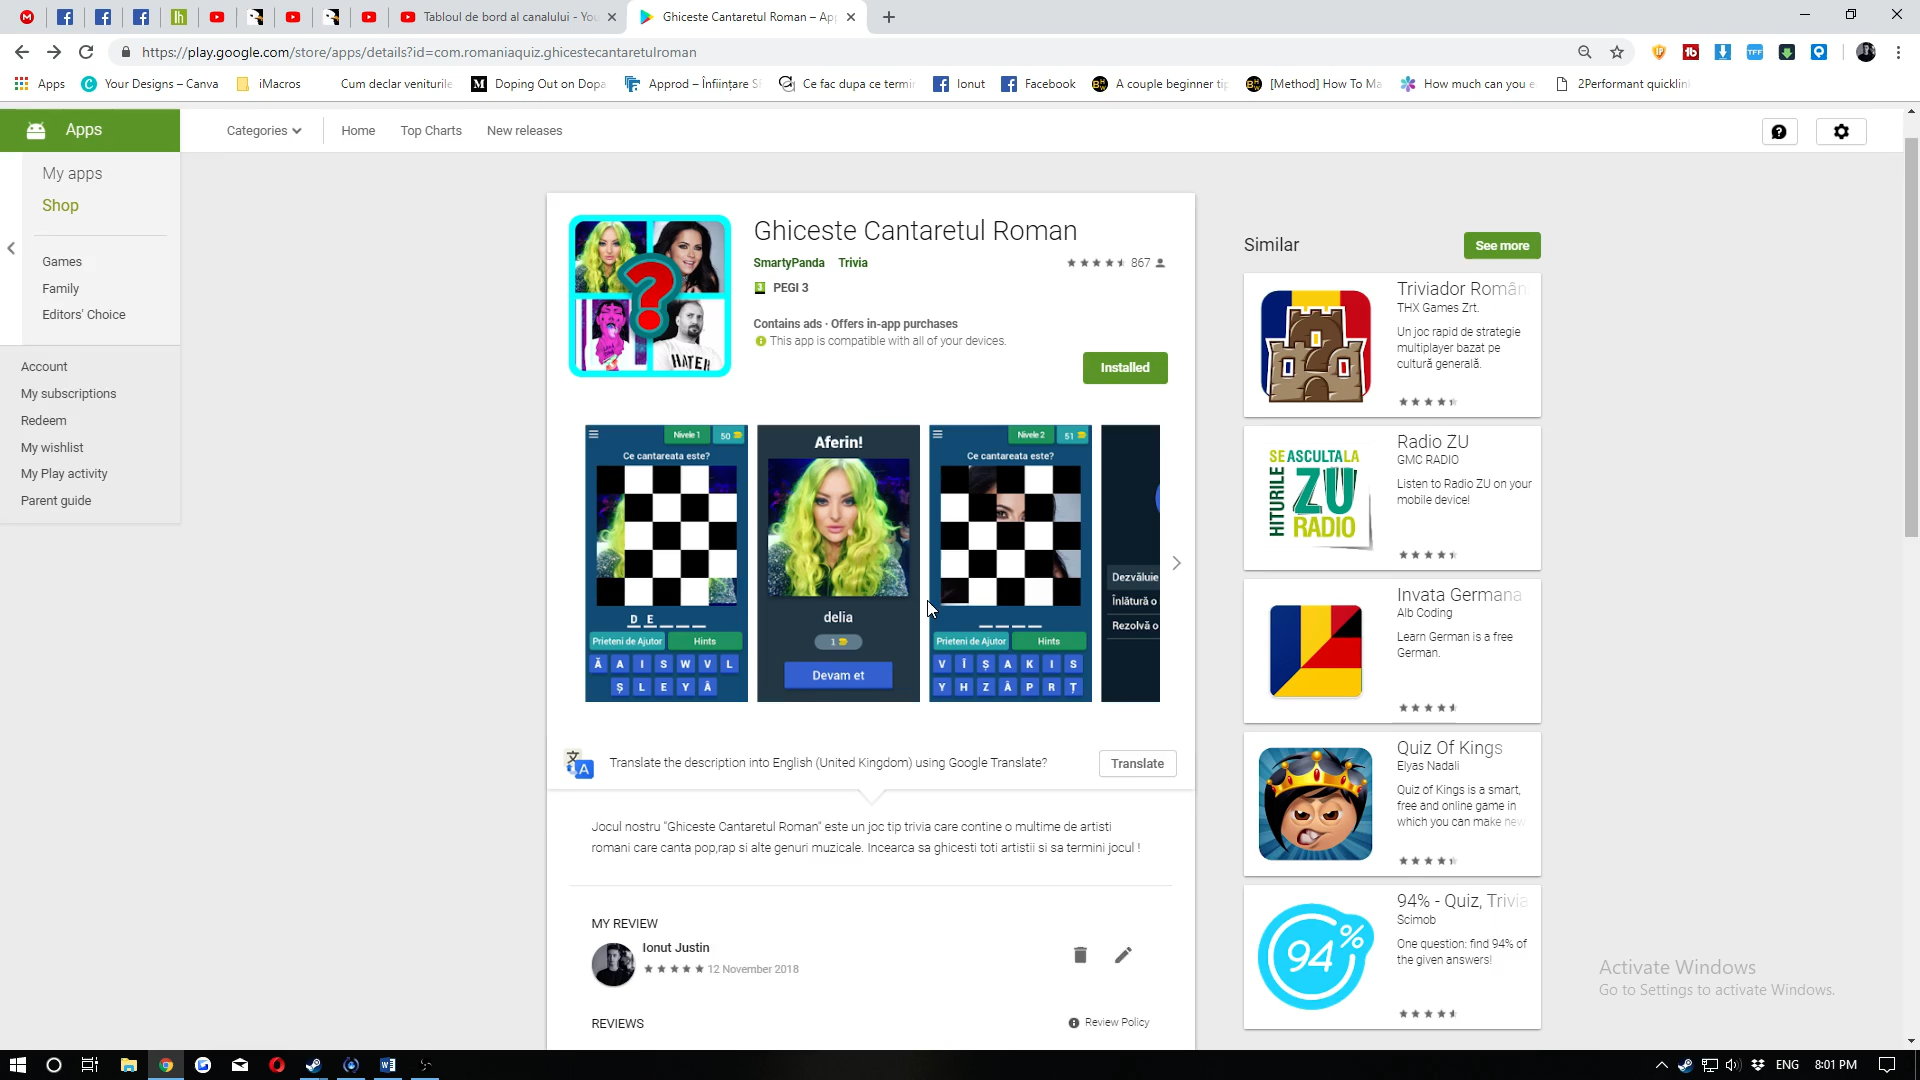 Tabloul de bord al canalului - You
Ghiceste Cantaretul Roman – App
https://play.google.com/store/apps/details?id=com.romaniaquiz.ghicestecantaretulroman
Apps
Your Designs – Canva
iMacros
Cum declar veniturile
Doping Out on Dopa
Approd – Înființare S
Ce fac dupa ce termin
Ionut
Facebook
A couple beginner ti
[Method] How To Ma
How much can you e
2Performant quicklin
Apps
Categories
Home
Top Charts
New releases
My apps
Shop
Games
Family
Editors' Choice
Account
My subscriptions
Redeem
My wishlist
My Play activity
Parent guide
Ghiceste Cantaretul Roman
SmartyPanda Trivia
867
3 PEGI 3
Contains ads · Offers in-app purchases
This app is compatible with all of your devices.
Installed
HATER
Nivele 1 50
Ce cantareata este?
D E _ _ _
Prieteni de Ajutor Hints
Ă A I S W V L
Ș L E Y Â
Aferin!
delia
1
Devam et
Nivele 2 51
Ce cantareata este?
Prieteni de Ajutor Hints
V Î Ș A K I S
Y H Z Â P R Ț
Dezvăluie
Înlătură o
Rezolvă o
Translate the description into English (United Kingdom) using Google Translate?
Translate
Jocul nostru "Ghiceste Cantaretul Roman" este un joc tip trivia care contine o multime de artisti
romani care canta pop,rap si alte genuri muzicale. Incearca sa ghicesti toti artistii si sa termini jocul !
MY REVIEW
Ionut Justin
12 November 2018
REVIEWS
Review Policy
Similar
See more
Triviador Român
THX Games Zrt.
Un joc rapid de strategie
multiplayer bazat pe
cultură generală.
SE ASCULTA LA
HITURILE
ZU
RADIO
Radio ZU
GMC RADIO
Listen to Radio ZU on your
mobile device!
Invata Germana
Alb Coding
Learn German is a free
German.
Quiz Of Kings
Elyas Nadali
Quiz of Kings is a smart,
free and online game in
which you can make new
94%
94% - Quiz, Trivia
Scimob
One question: find 94% of
the given answers!
Activate Windows
Go to Settings to activate Windows.
ENG
8:01 PM